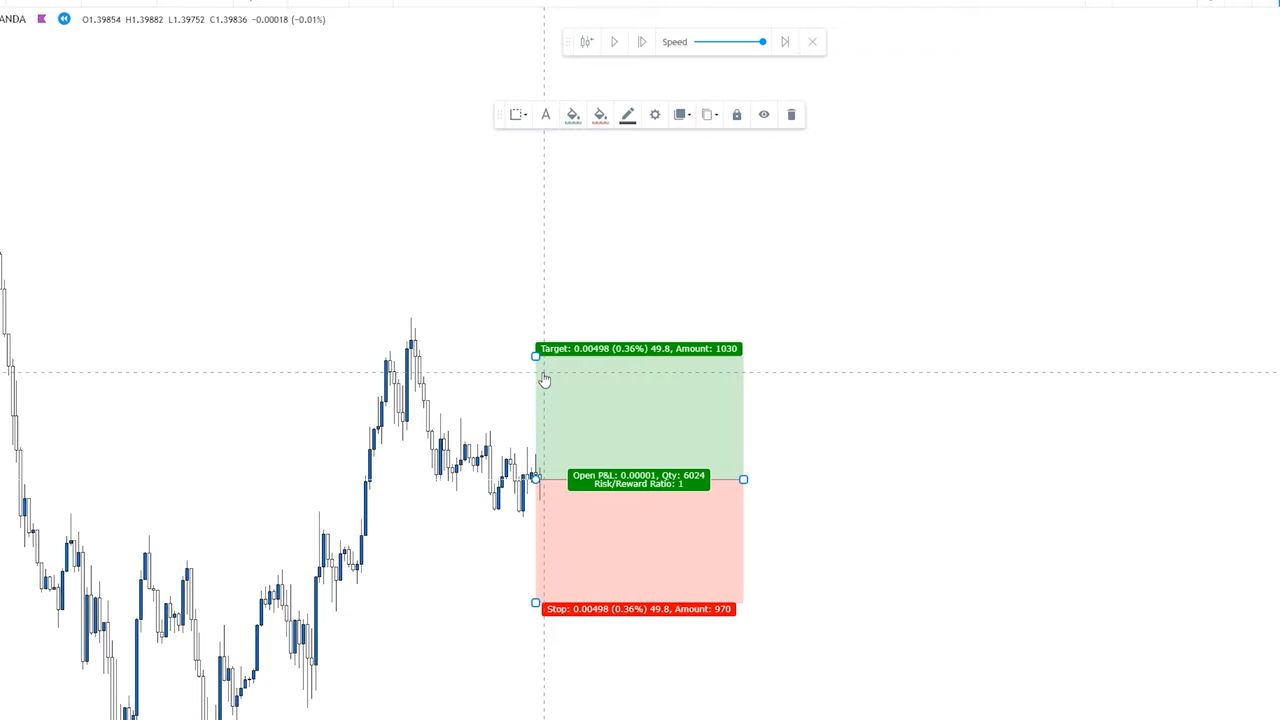 ANDA O1.39854 H1.39882 L1.39752 C1.39836 −0.00018 (−0.01%)
Speed
A
Target: 0.00498 (0.36%) 49.8, Amount: 1030
Open P&L: 0.00001, Qty: 6024
Risk/Reward Ratio: 1
Stop: 0.00498 (0.36%) 49.8, Amount: 970